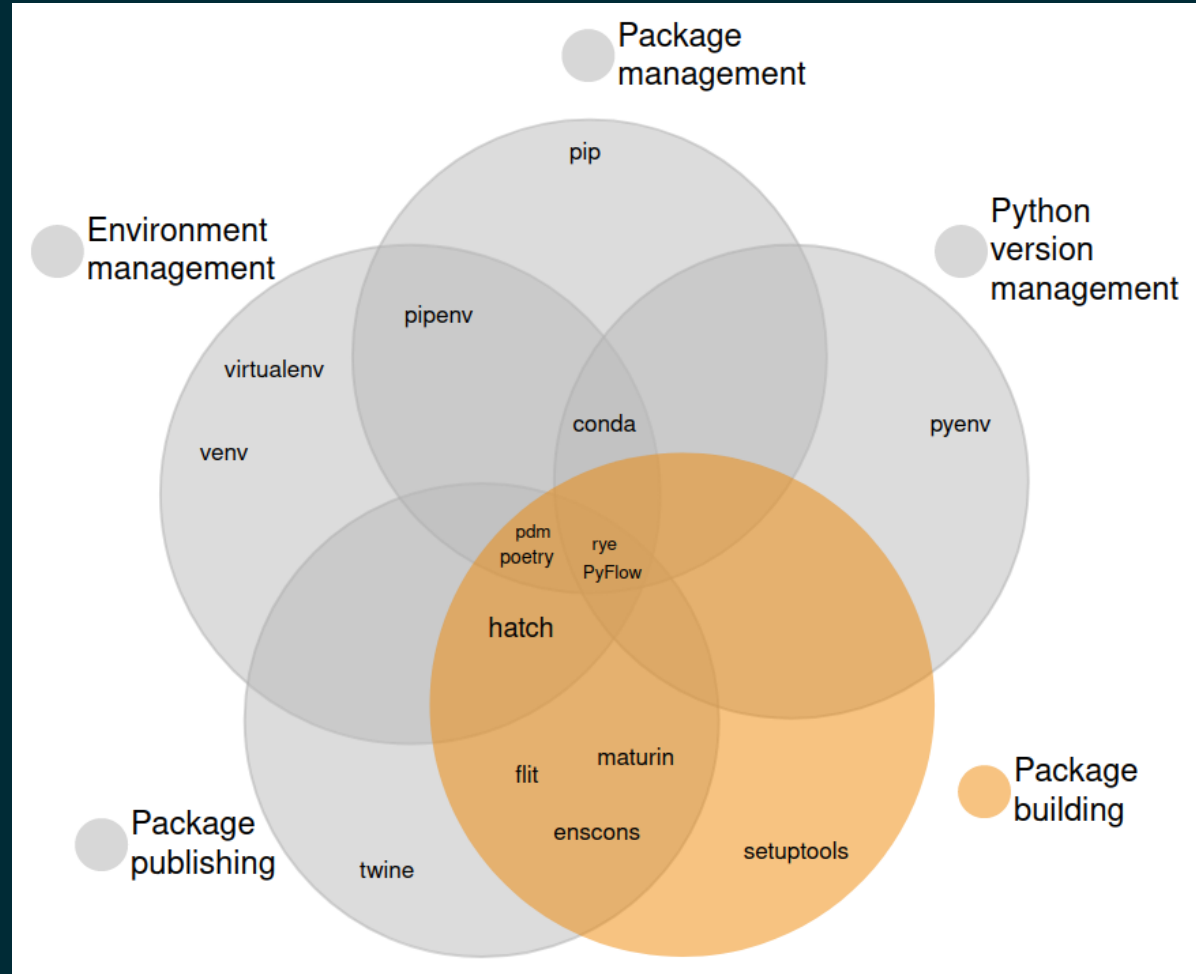 Package
management
pip
Environment
management
Python
version
management
pipenv
virtualenv
conda
pyenv
venv
pdm
poetry
rye
PyFlow
hatch
maturin
flit
enscons
Package
building
Package
publishing
setuptools
twine